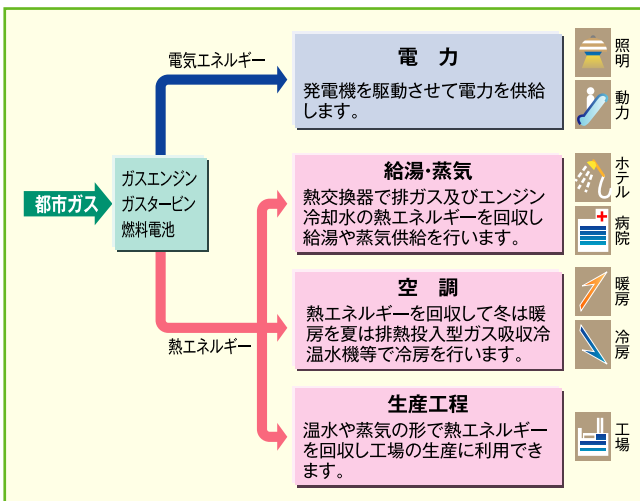 都市ガス
ガスエンジン
ガスタービン
燃料電池
電気エネルギー
熱エネルギー
電　力
発電機を駆動させて電力を供給
します。
照明
動力
給湯・蒸気
熱交換器で排ガス及びエンジン
冷却水の熱エネルギーを回収し
給湯や蒸気供給を行います。
ホテル
病院
空　調
熱エネルギーを回収して冬は暖
房を夏は排熱投入型ガス吸収冷
温水機等で冷房を行います。
暖房
冷房
生産工程
温水や蒸気の形で熱エネルギー
を回収し工場の生産に利用でき
ます。
工場